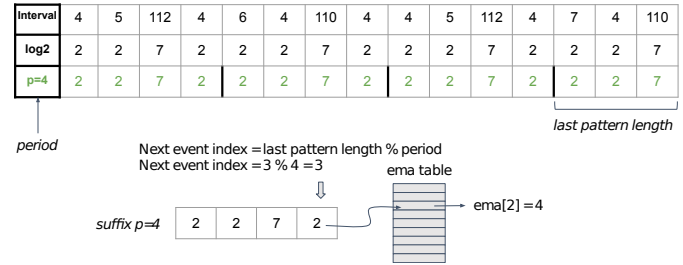 Interval 4 5 112 4 6 4 110 4 4 5 112 4 7 4 110
log2 2 2 7 2 2 2 7 2 2 2 7 2 2 2 7
p=4 2 2 7 2 2 2 7 2 2 2 7 2 2 2 7
last pattern length
period
Next event index = last pattern length % period
Next event index = 3 % 4 = 3
ema table
ema[2] = 4
suffix p=4 2 2 7 2